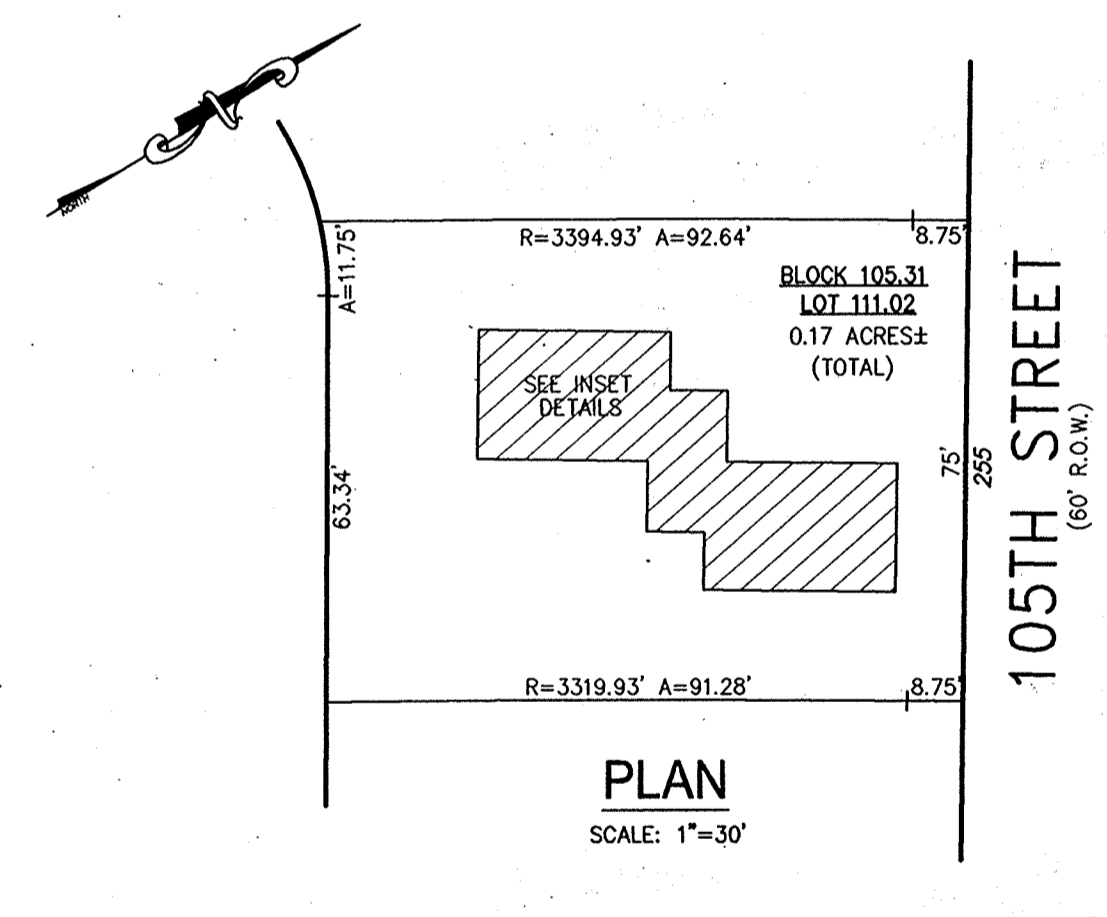 NORTH
R=3394.93' A=92.64'
8.75'
A=11.75'
BLOCK 105.31
LOT 111.02
0.17 ACRES±
(TOTAL)
SEE INSET
DETAILS
63.34'
75'
255
105TH STREET
(60' R.O.W.)
R=3319.93' A=91.28'
8.75'
PLAN
SCALE: 1"=30'